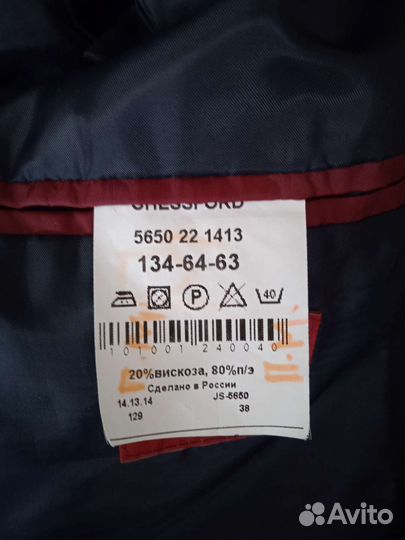 CHESSFORD
5650 22 1413
134-64-63
P 40
101001 240040
20%вискоза, 80%п/э
Сделано в России
14.13.14 JS-5650
129 38
Avito